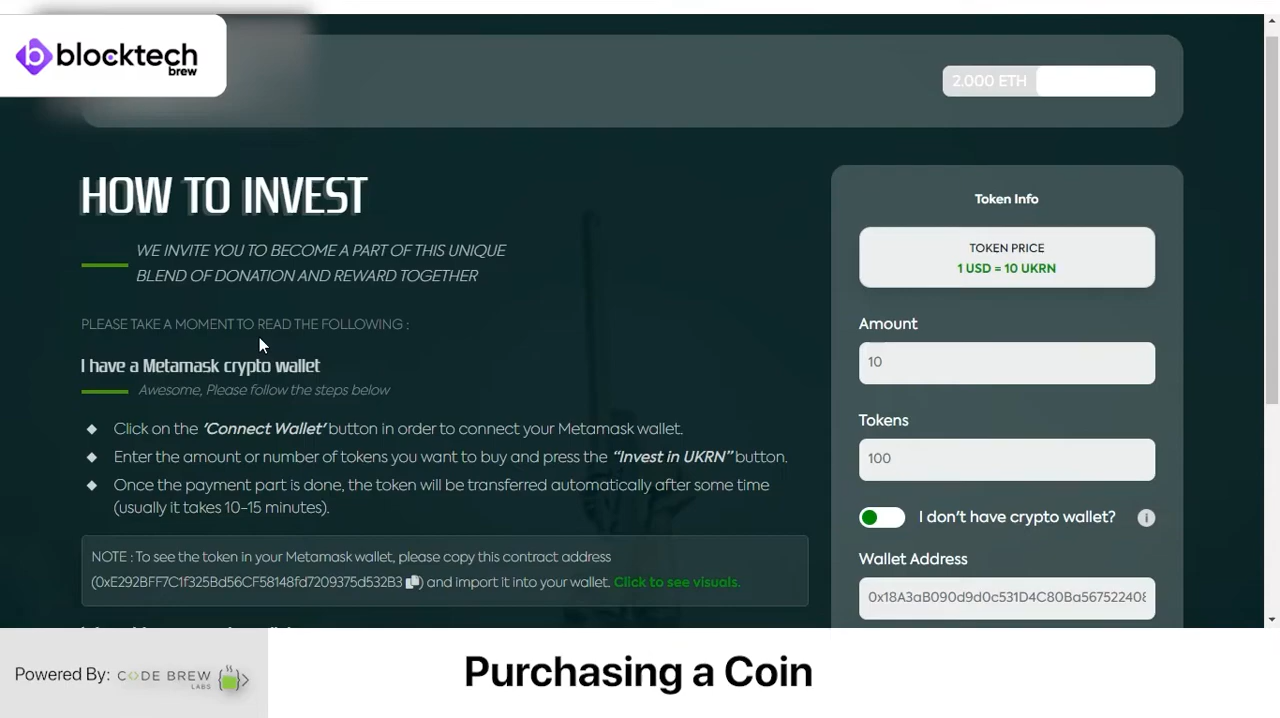 blocktech
brew
2.000 ETH
HOW TO INVEST
WE INVITE YOU TO BECOME A PART OF THIS UNIQUE
BLEND OF DONATION AND REWARD TOGETHER
PLEASE TAKE A MOMENT TO READ THE FOLLOWING :
I have a Metamask crypto wallet
Awesome, Please follow the steps below
Click on the 'Connect Wallet' button in order to connect your Metamask wallet.
Enter the amount or number of tokens you want to buy and press the “Invest in UKRN” button.
Once the payment part is done, the token will be transferred automatically after some time
(usually it takes 10-15 minutes).
NOTE : To see the token in your Metamask wallet, please copy this contract address
(0xE292BFF7C1f325Bd56CF58148fd7209375d532B3 ) and import it into your wallet. Click to see visuals.
Token Info
TOKEN PRICE
1 USD = 10 UKRN
Amount
10
Tokens
100
I don't have crypto wallet?
Wallet Address
0x18A3aB090d9d0c531D4C80Ba567522408
Powered By: CODE BREW
LABS
Purchasing a Coin